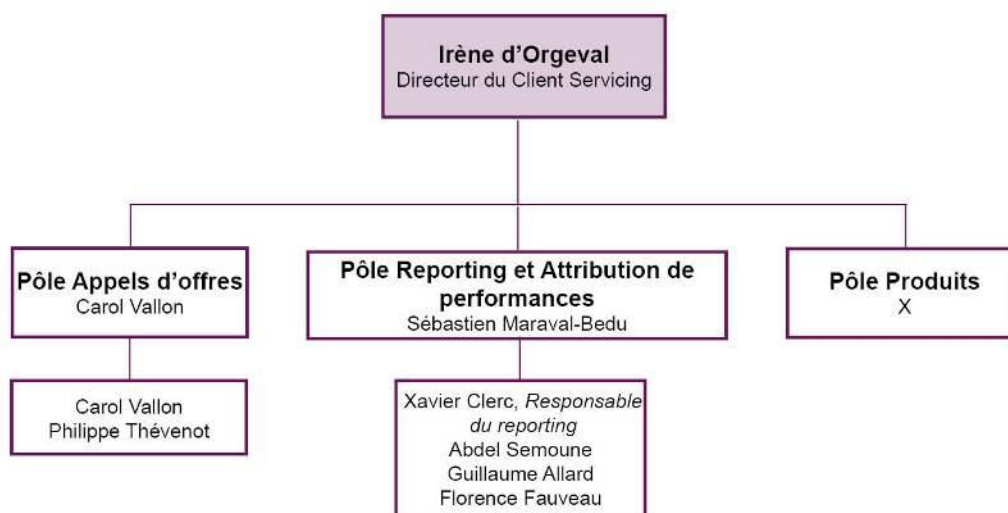 Irène d'Orgeval
Directeur du Client Servicing
Pôle Appels d'offres
Carol Vallon
Pôle Reporting et Attribution de
performances
Sébastien Maraval-Bedu
Pôle Produits
X
Carol Vallon
Philippe Thévenot
Xavier Clerc, Responsable
du reporting
Abdel Semoune
Guillaume Allard
Florence Fauveau